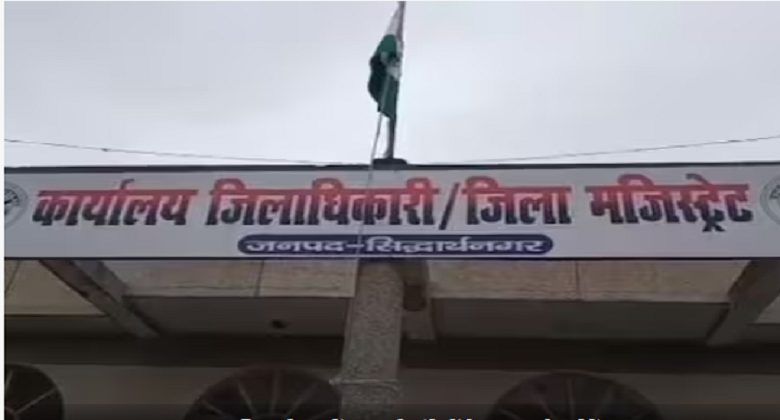 कार्यालय जिलाधिकारी/जिला मजिस्ट्रेट
जनपद-सिद्धार्थनगर